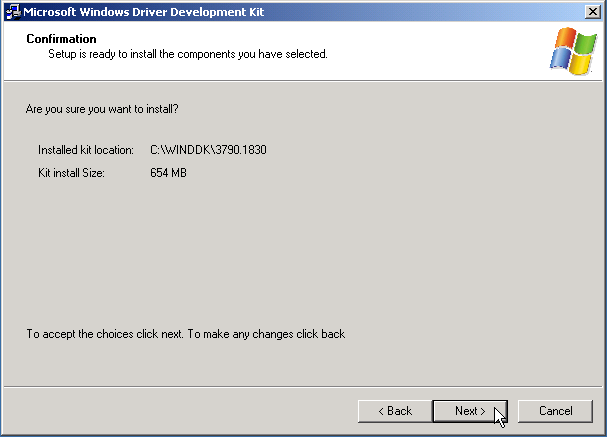 Microsoft Windows Driver Development Kit
Confirmation
Setup is ready to install the components you have selected.
Are you sure you want to install?
Installed kit location: C:\WINDDK\3790.1830
Kit install Size: 654 MB
To accept the choices click next. To make any changes click back
< Back Next > Cancel